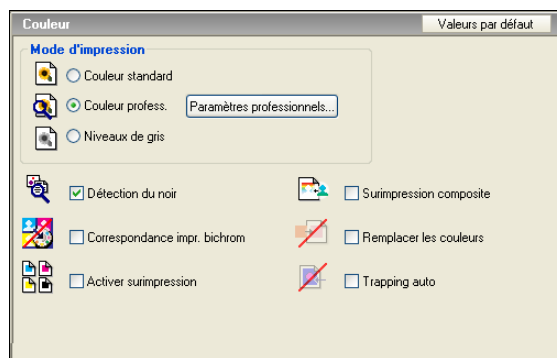 Couleur
Valeurs par défaut
Mode d'impression
Couleur standard
Couleur profess.
Paramètres professionnels...
Niveaux de gris
Détection du noir
Surimpression composite
Correspondance impr. bichrom
Remplacer les couleurs
Activer surimpression
Trapping auto